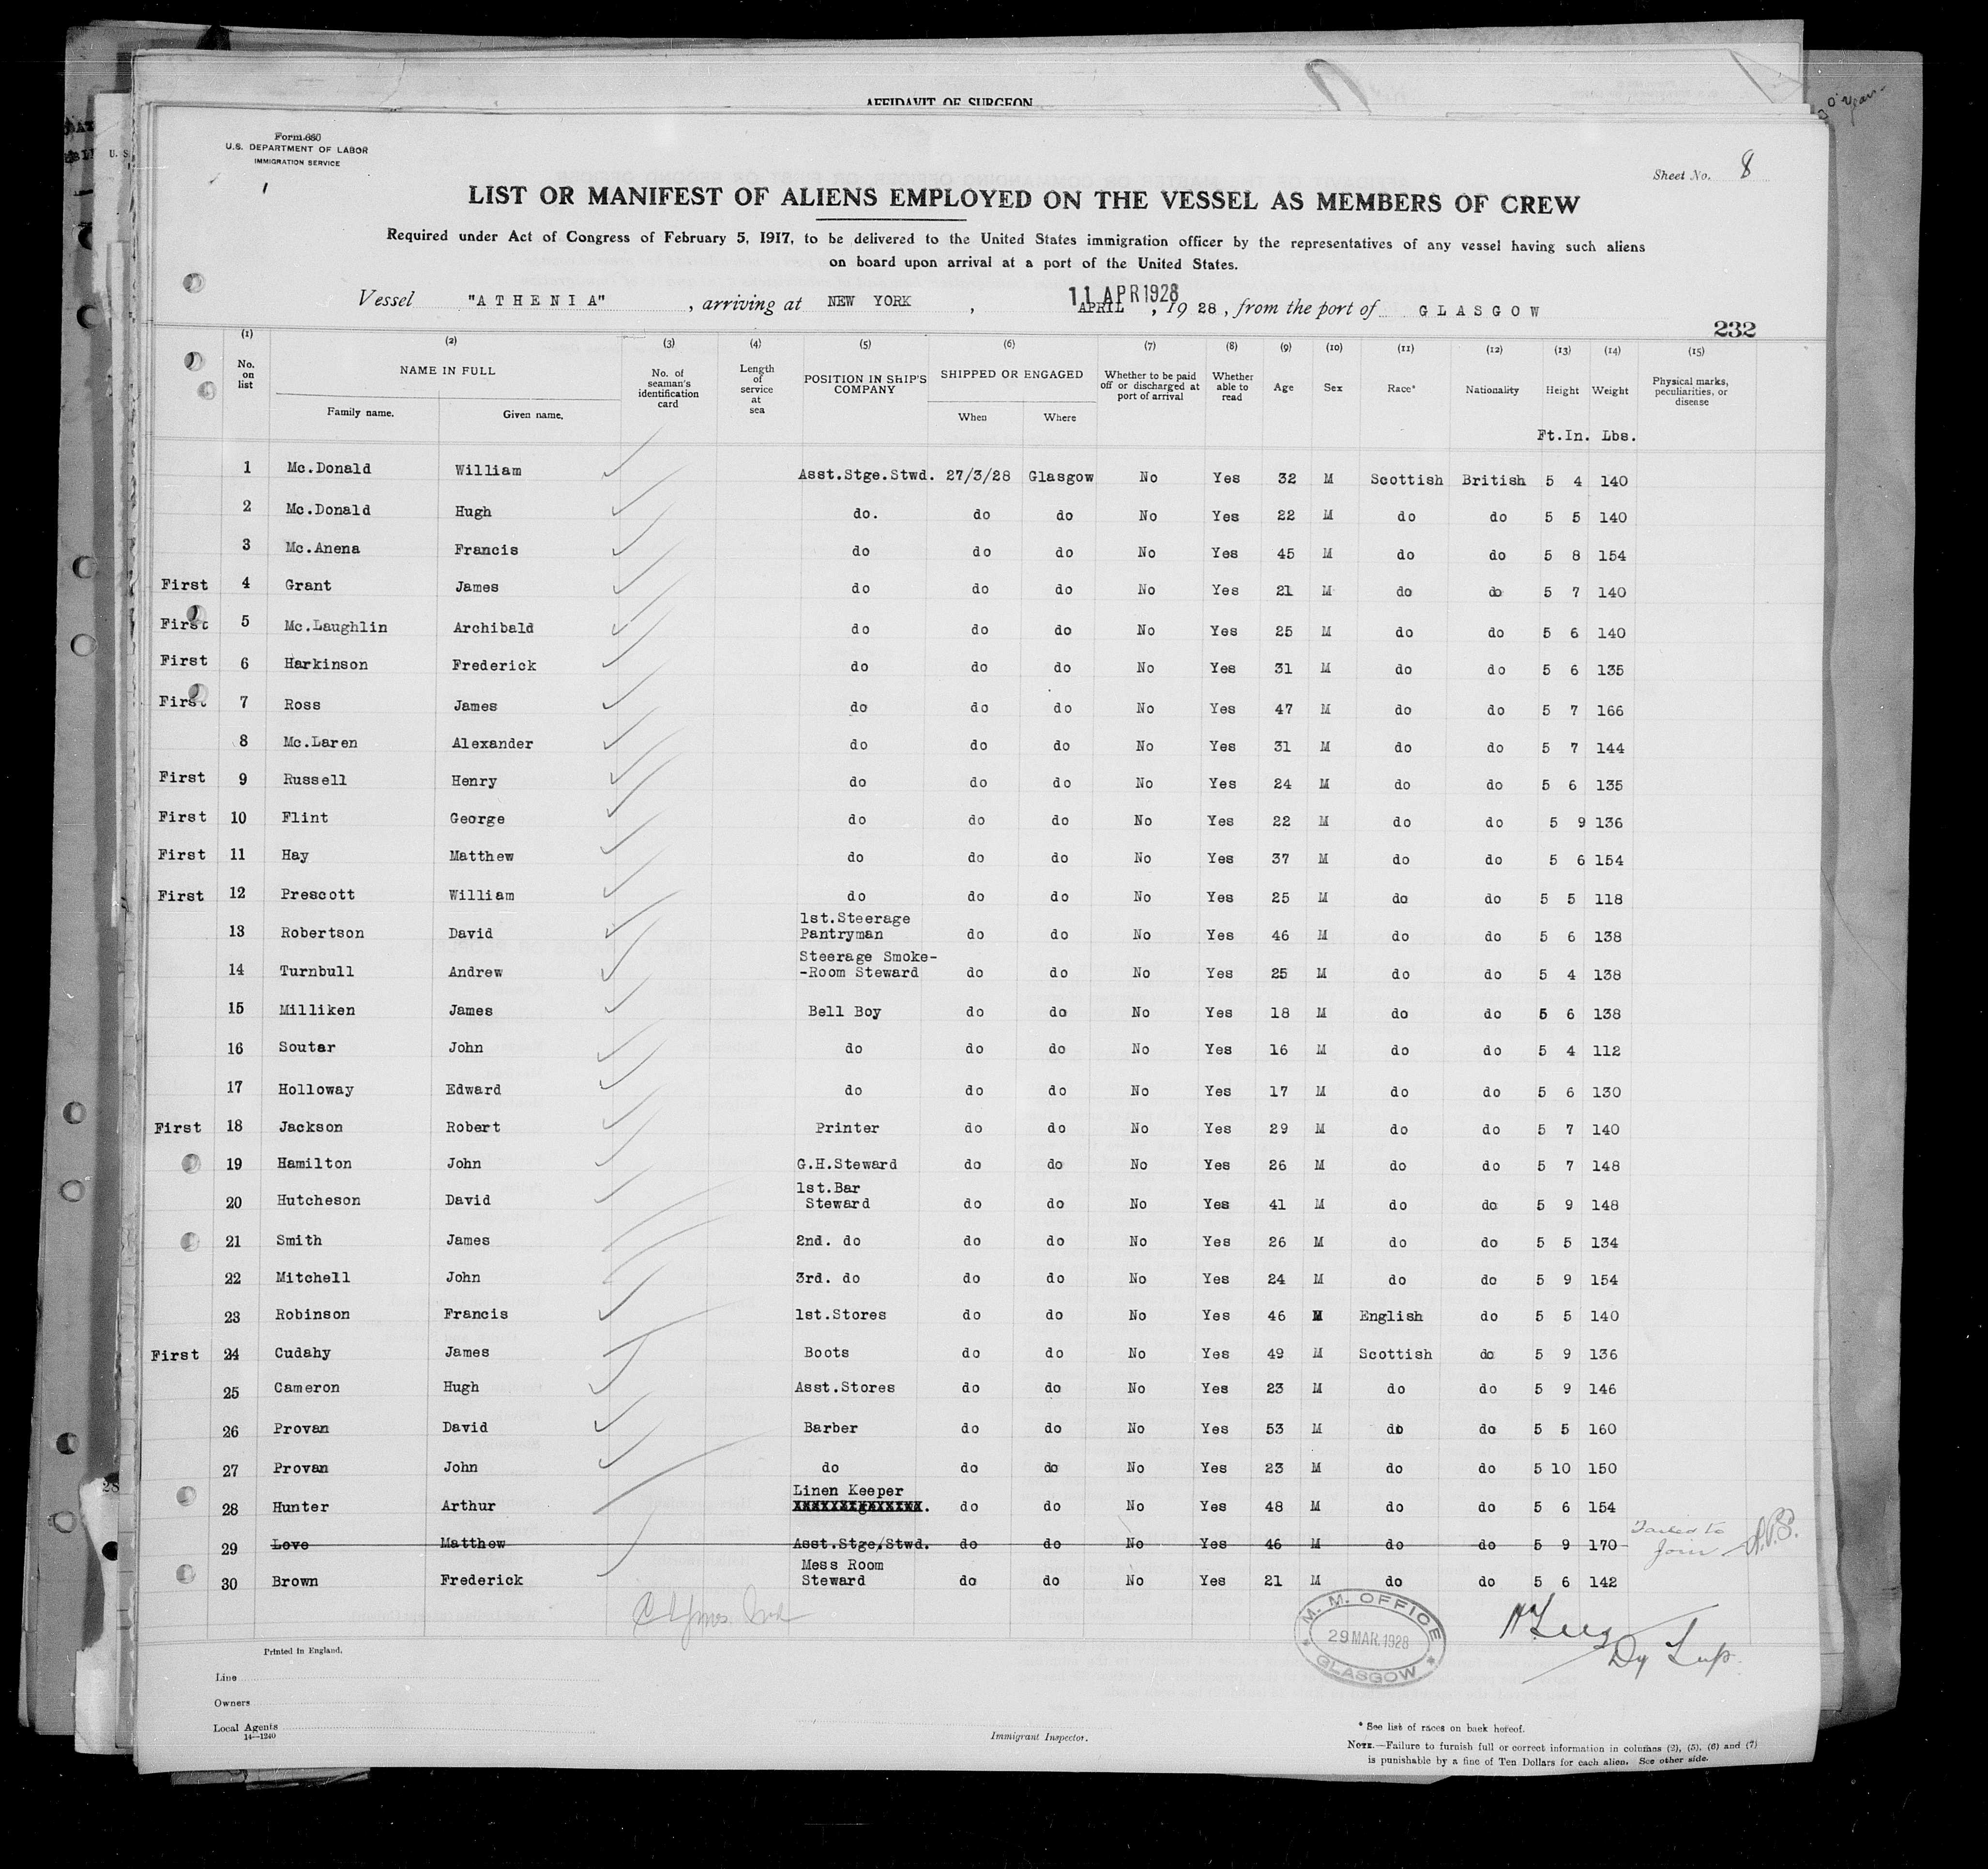 AFFIDAVIT OF SURGEON
Form 680
U.S. DEPARTMENT OF LABOR
IMMIGRATION SERVICE
Sheet No. 8
LIST OR MANIFEST OF ALIENS EMPLOYED ON THE VESSEL AS MEMBERS OF CREW
Required under Act of Congress of February 5, 1917, to be delivered to the United States immigration officer by the representatives of any vessel having such aliens
on board upon arrival at a port of the United States.
11 APR 1928
Vessel "ATHENIA", arriving at NEW YORK, APRIL, 19 28, from the port of GLASGOW
232
(1) (2) (3) (4) (5) (6) (7) (8) (9) (10) (11) (12) (13) (14) (15)
No. on list NAME IN FULL No. of seaman's identification card Length of service at sea POSITION IN SHIP'S COMPANY SHIPPED OR ENGAGED Whether to be paid off or discharged at port of arrival Whether able to read Age Sex Race* Nationality Height Weight Physical marks, peculiarities, or disease
Family name. Given name. When Where
Ft.In. Lbs.
1 Mc.Donald William Asst.Stge.Stwd. 27/3/28 Glasgow No Yes 32 M Scottish British 5 4 140
2 Mc.Donald Hugh do. do do No Yes 22 M do do 5 5 140
3 Mc.Anena Francis do do do No Yes 45 M do do 5 8 154
First 4 Grant James do do do No Yes 21 M do do 5 7 140
First 5 Mc.Laughlin Archibald do do do No Yes 25 M do do 5 6 140
First 6 Harkinson Frederick do do do No Yes 31 M do do 5 6 135
First 7 Ross James do do do No Yes 47 M do do 5 7 166
8 Mc.Laren Alexander do do do No Yes 31 M do do 5 7 144
First 9 Russell Henry do do do No Yes 24 M do do 5 6 135
First 10 Flint George do do do No Yes 22 M do do 5 9 136
First 11 Hay Matthew do do do No Yes 37 M do do 5 6 154
First 12 Prescott William do do do No Yes 25 M do do 5 5 118
1st.Steerage
13 Robertson David Pantryman do do No Yes 46 M do do 5 6 138
Steerage Smoke-
14 Turnbull Andrew -Room Steward do do No Yes 25 M do do 5 4 138
15 Milliken James Bell Boy do do No Yes 18 M do do 5 6 138
16 Soutar John do do do No Yes 16 M do do 5 4 112
17 Holloway Edward do do do No Yes 17 M do do 5 6 130
First 18 Jackson Robert Printer do do No Yes 29 M do do 5 7 140
19 Hamilton John G.H.Steward do do No Yes 26 M do do 5 7 148
1st.Bar
20 Hutcheson David Steward do do No Yes 41 M do do 5 9 148
21 Smith James 2nd. do do do No Yes 26 M do do 5 5 134
22 Mitchell John 3rd. do do do No Yes 24 M do do 5 9 154
23 Robinson Francis 1st.Stores do do No Yes 46 M English do 5 5 140
First 24 Cudahy James Boots do do No Yes 49 M Scottish do 5 9 136
25 Cameron Hugh Asst.Stores do do No Yes 23 M do do 5 9 146
26 Provan David Barber do do No Yes 53 M do do 5 5 160
27 Provan John do do do No Yes 23 M do do 5 10 150
Linen Keeper
28 Hunter Arthur do do No Yes 48 M do do 5 6 154
29 Love Matthew Asst.Stge/Stwd. do do No Yes 46 M do do 5 9 170 Failed to join
Mess Room
30 Brown Frederick Steward do do No Yes 21 M do do 5 6 142
M. M. OFFICE
29 MAR. 1928
GLASGOW
Printed in England.
Line
Owners
Local Agents
14—1240
Immigrant Inspector.
* See list of races on back hereof.
NOTE.—Failure to furnish full or correct information in columns (2), (5), (6) and (7)
is punishable by a fine of Ten Dollars for each alien. See other side.